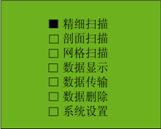 ■ 精细扫描
□ 剖面扫描
□ 网格扫描
□ 数据显示
□ 数据传输
□ 数据删除
□ 系统设置